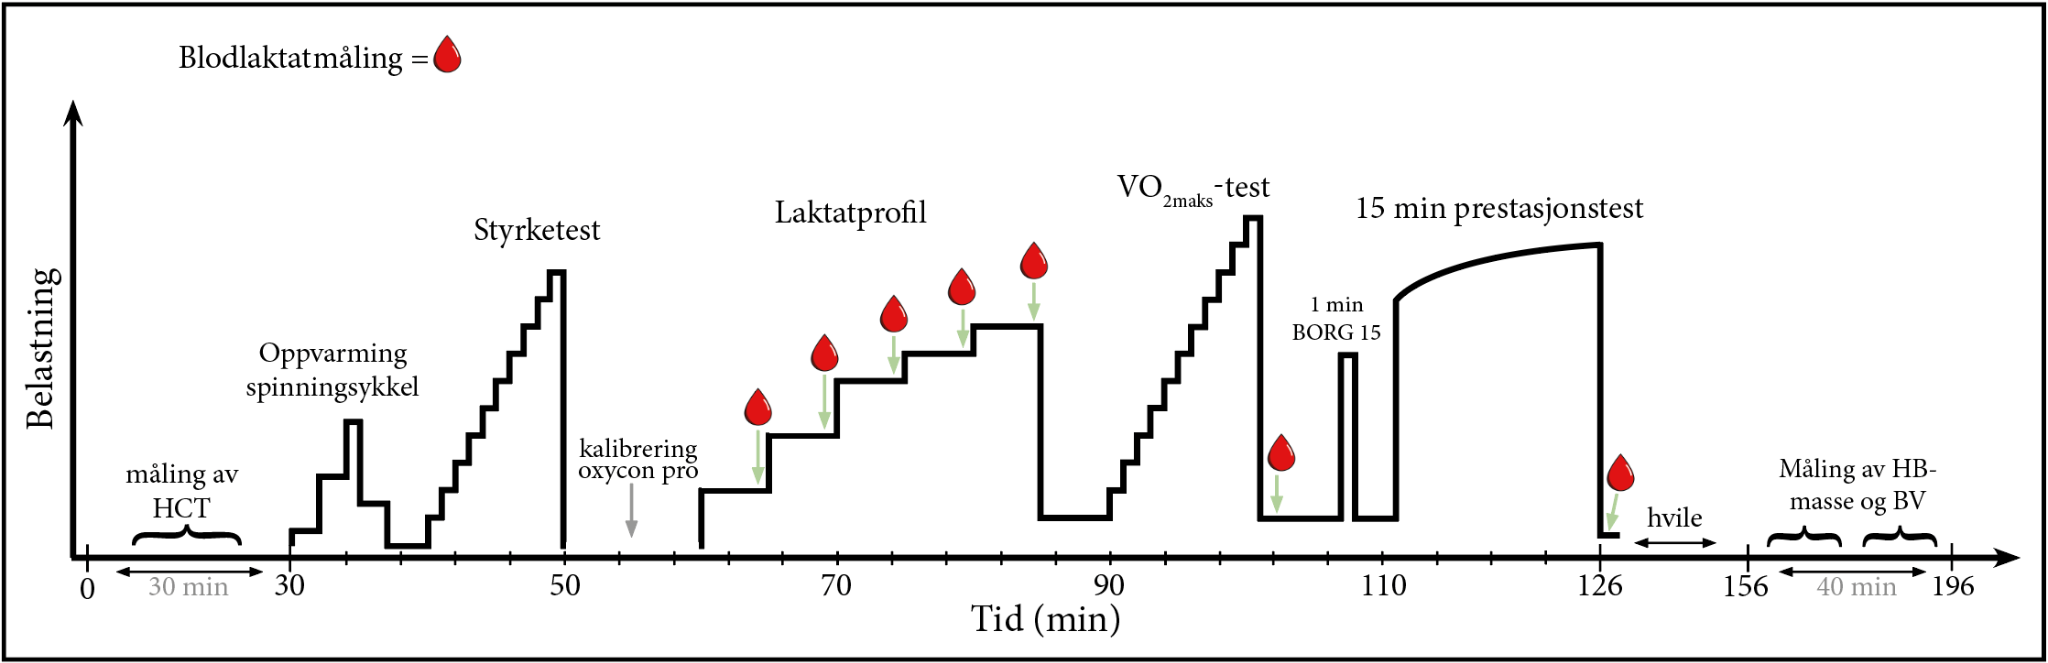 Blodlaktatmåling =
Belastning
måling av
HCT
30 min
Oppvarming
spinningsykkel
Styrketest
kalibrering
oxycon pro
Laktatprofil
VO2maks-test
1 min
BORG 15
15 min prestasjonstest
hvile
Måling av HB-
masse og BV
40 min
0 30 50 70 90 110 126 156 196
Tid (min)